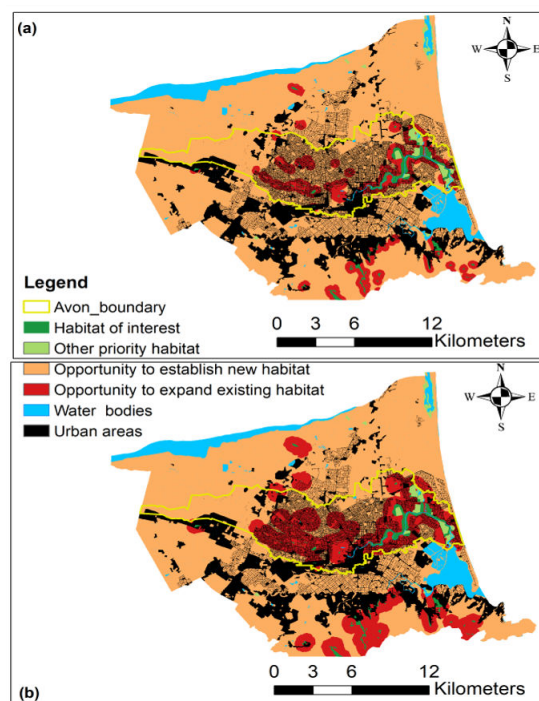 (a)
N
W E
S
Legend
Avon_boundary
Habitat of interest
Other priority habitat
Opportunity to establish new habitat
Opportunity to expand existing habitat
Water bodies
Urban areas
0 3 6 12
Kilometers
N
W E
S
0 3 6 12
Kilometers
(b)